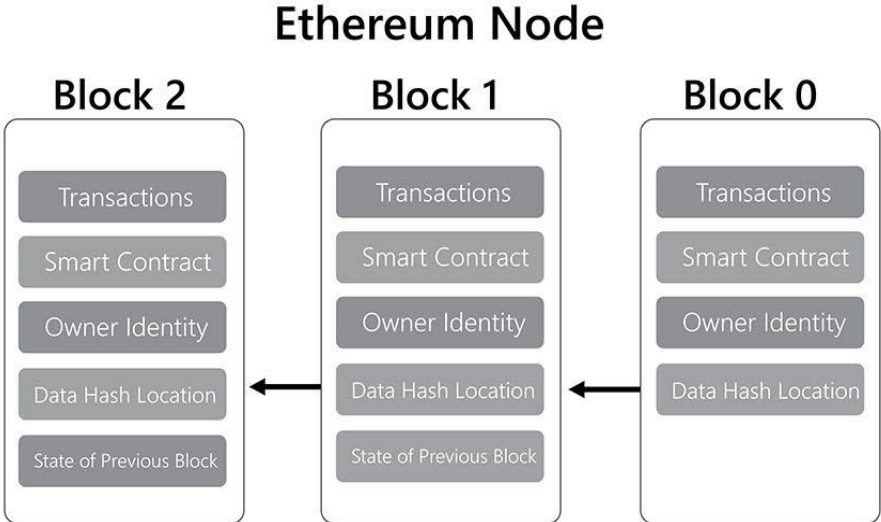 Ethereum Node
Block 2
Transactions
Smart Contract
Owner Identity
Data Hash Location
State of Previous Block
Block 1
Transactions
Smart Contract
Owner Identity
Data Hash Location
State of Previous Block
Block 0
Transactions
Smart Contract
Owner Identity
Data Hash Location